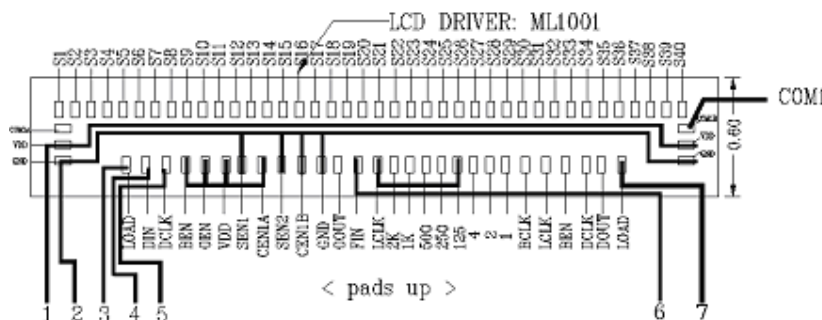 LCD DRIVER: ML1001
S1 S2 S3 S4 S5 S6 S7 S8 S9 S10 S11 S12 S13 S14 S15 S16 S17 S18 S19 S20 S21 S22 S23 S24 S25 S26 S27 S28 S29 S30 S31 S32 S33 S34 S35 S36 S37 S38 S39 S40
COM1
VDD
VDD
GND
0.60
LOAD DIN DCLK BEN OEN VDD SEN1 CEN1A SEN2 CEN1B GND OOUT FIN LCLK 2K 1K 500 250 125 4 2 1 BCLK LCLK BEN DCLK DOUT LOAD
< pads up >
1 2 3 4 5 6 7